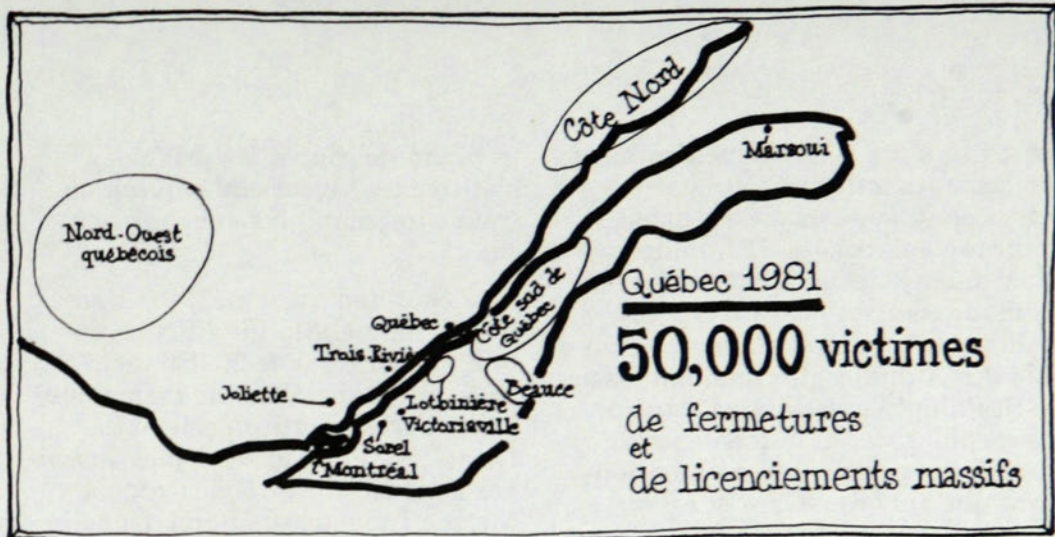 Côte Nord
Marsoui
Nord-Ouest
québécois
Québec 1981
Côte sud de
Québec
Québec
50,000 victimes
Trois-Riviè
Beauce
Joliette
Lotbinière
Victoriaville
de fermetures
Sorel
et
Montréal
de licenciements massifs